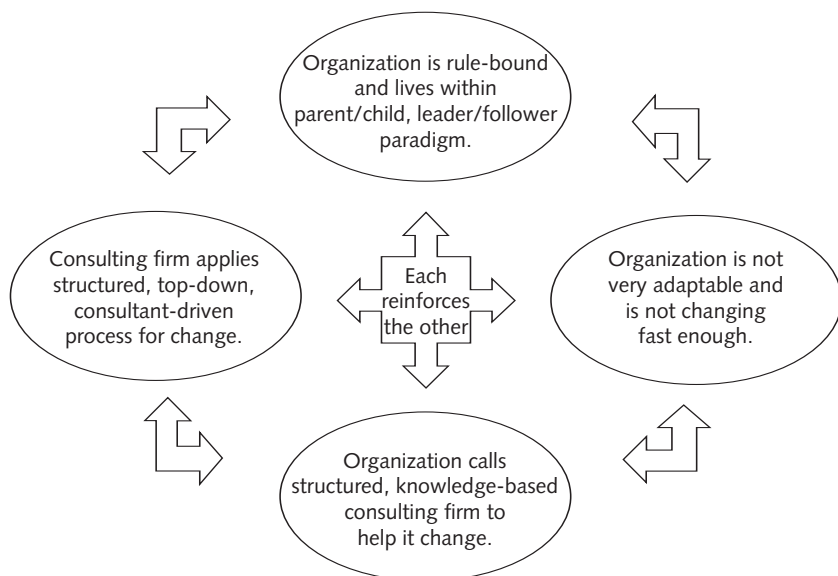 Organization is rule-bound
and lives within
parent/child, leader/follower
paradigm.
Consulting firm applies
structured, top-down,
consultant-driven
process for change.
Each
reinforces
the other
Organization is not
very adaptable and
is not changing
fast enough.
Organization calls
structured, knowledge-based
consulting firm to
help it change.